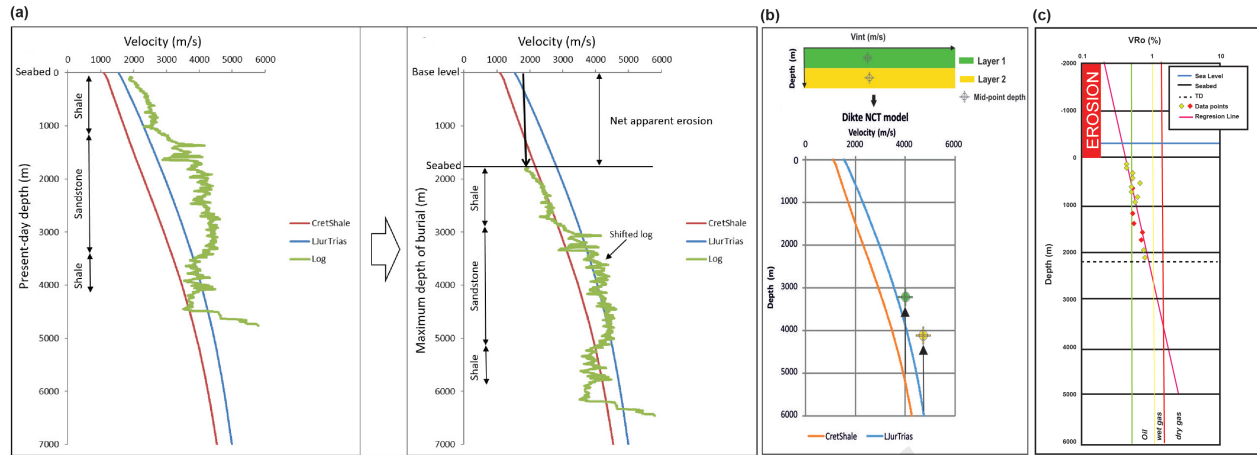 (a)
Velocity (m/s)
0 1000 2000 3000 4000 5000 6000
Seabed 0
1000
2000
3000
4000
5000
6000
7000
Present-day depth (m)
Shale
Sandstone
Shale
CretShale
LJurTrias
Log
Velocity (m/s)
0 1000 2000 3000 4000 5000 6000
Base level
1000
Seabed
2000
3000
4000
5000
6000
7000
Maximum depth of burial (m)
Net apparent erosion
Shale
Sandstone
Shale
Shifted log
CretShale
LJurTrias
Log
(b)
Vint (m/s)
Depth (m)
Layer 1
Layer 2
Mid-point depth
Dikte NCT model
Velocity (m/s)
0 2000 4000 6000
0
1000
2000
3000
4000
5000
6000
Depth (m)
CretShale
LJurTrias
(c)
VRo (%)
0.1 1 10
-2000
-1000
0
1000
2000
3000
4000
5000
6000
Depth (m)
EROSION
Sea Level
Seabed
TD
Data points
Regresion Line
Oil
wet gas
dry gas